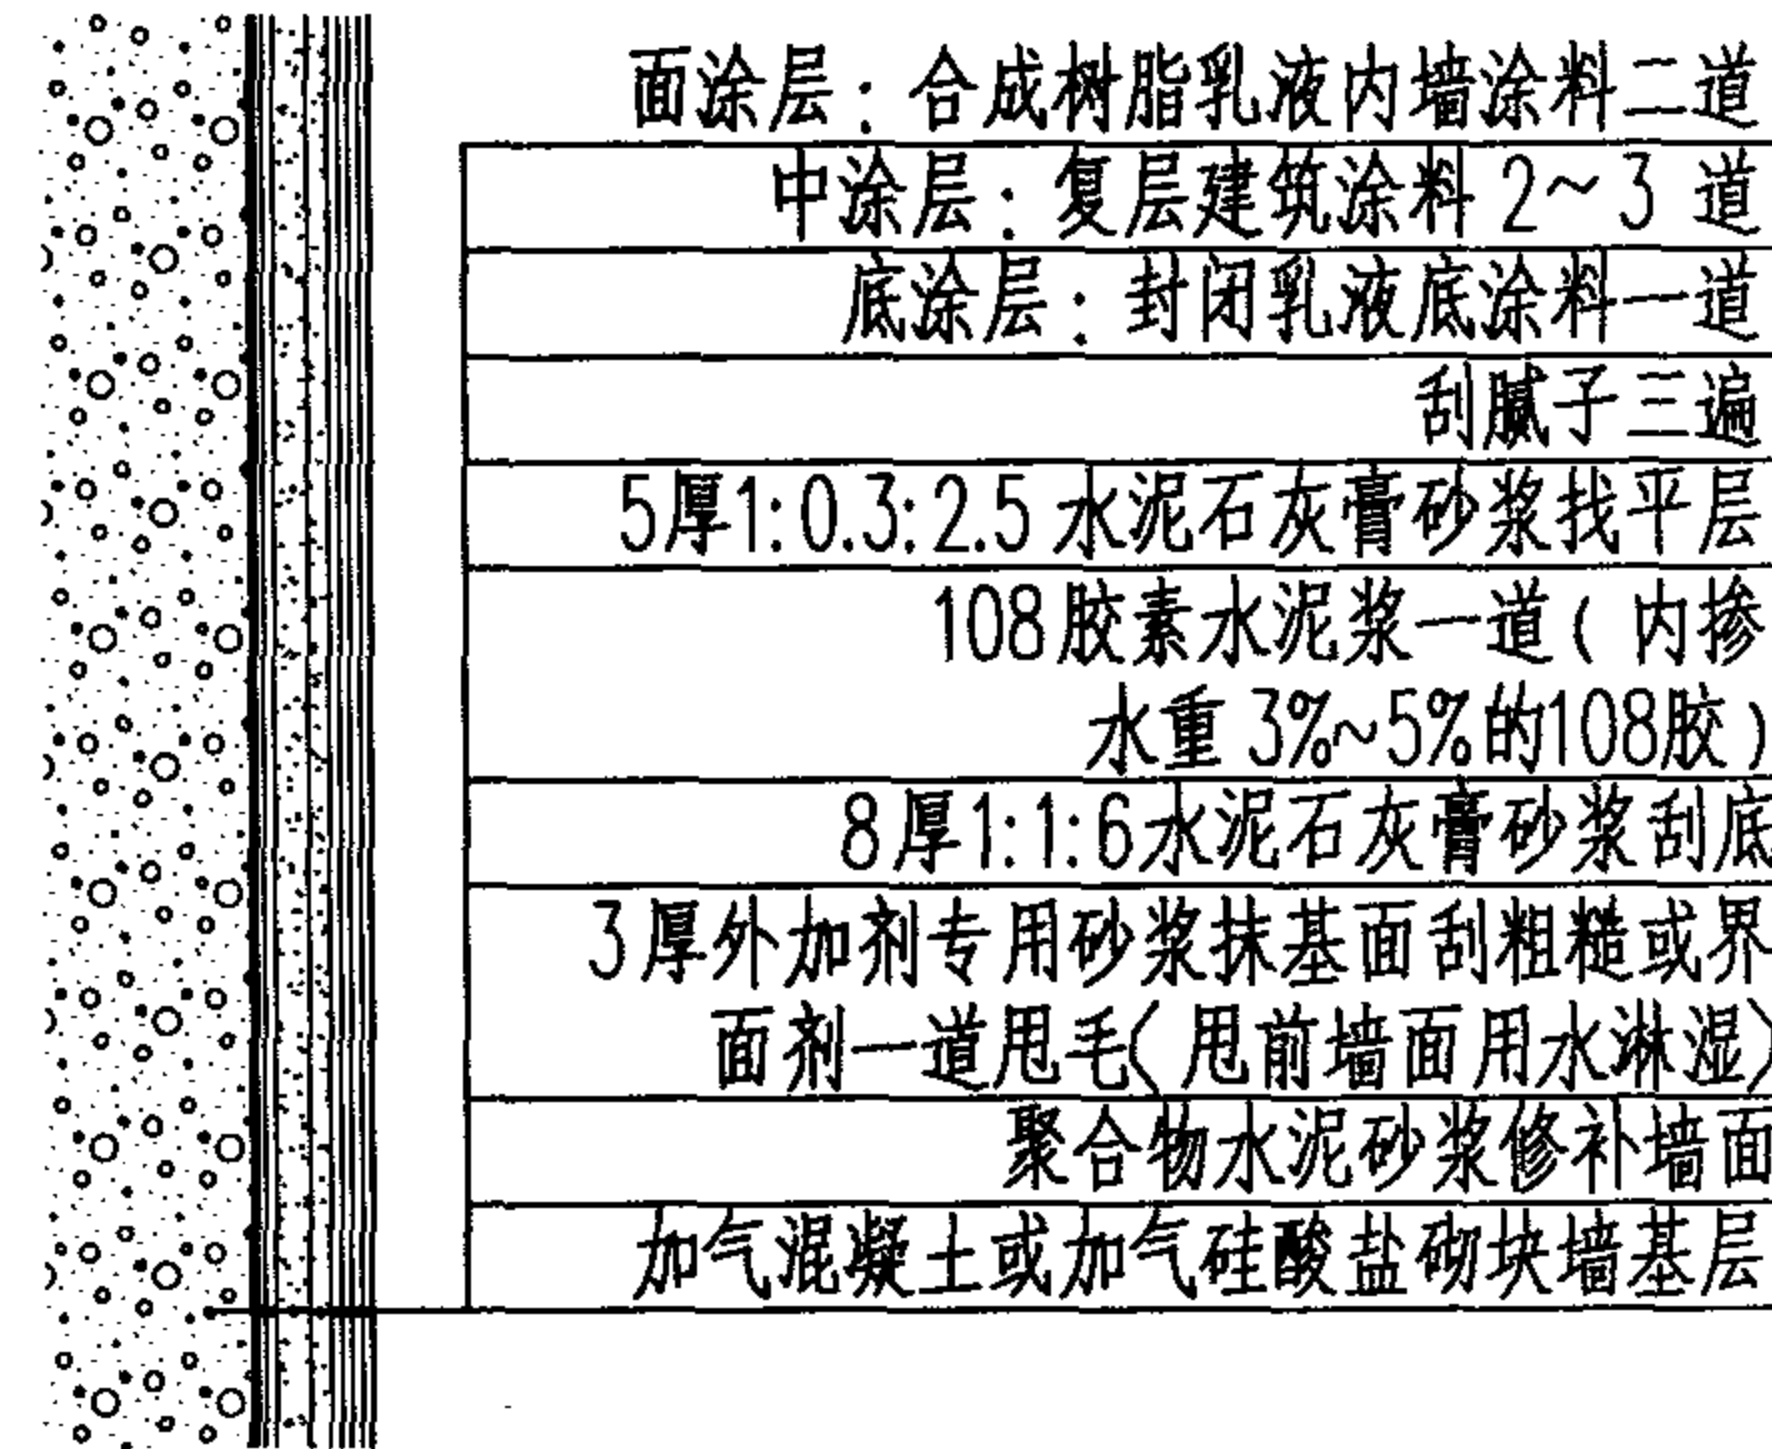 面涂层：合成树脂乳液内墙涂料二道
中涂层：复层建筑涂料2~3 道
底涂层：封闭乳液底涂料一道
刮腻子三遍
5厚1:0.3:2.5 水泥石灰膏砂浆找平层
108胶素水泥浆一道（内掺
水重 3%~5%的108胶）
8厚1:1:6水泥石灰膏砂浆刮底
3厚外加剂专用砂浆抹基面刮粗糙或界
面剂一道甩毛（甩前墙面用水淋湿）
聚合物水泥砂浆修补墙面
加气混凝土或加气硅酸盐砌块墙基层